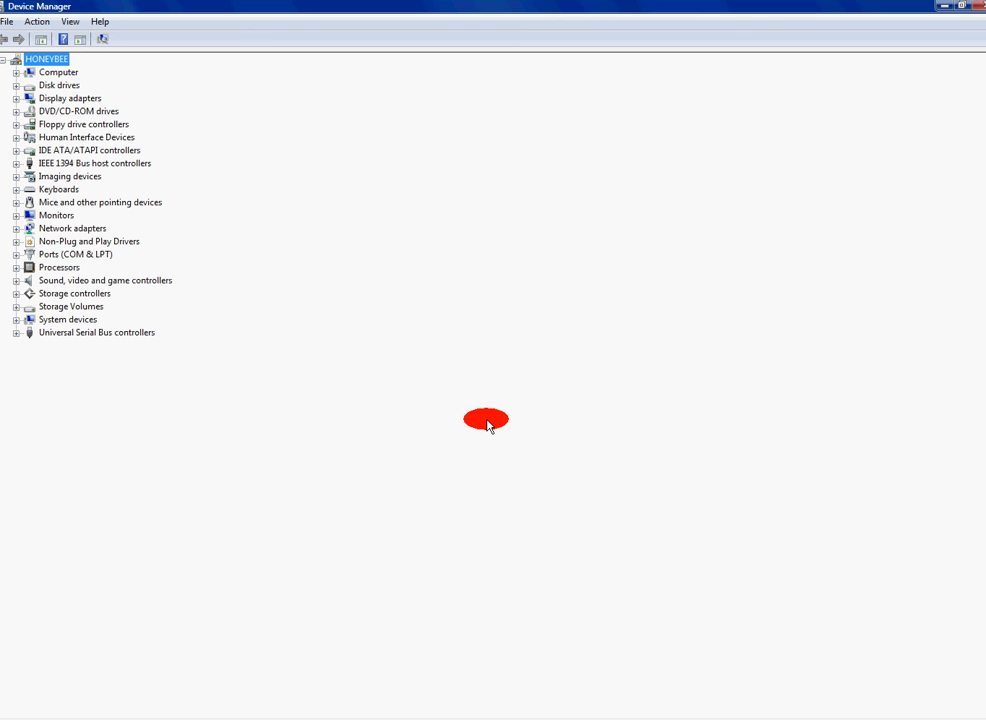 Device Manager
File Action View Help
HONEYBEE
Computer
Disk drives
Display adapters
DVD/CD-ROM drives
Floppy drive controllers
Human Interface Devices
IDE ATA/ATAPI controllers
IEEE 1394 Bus host controllers
Imaging devices
Keyboards
Mice and other pointing devices
Monitors
Network adapters
Non-Plug and Play Drivers
Ports (COM & LPT)
Processors
Sound, video and game controllers
Storage controllers
Storage Volumes
System devices
Universal Serial Bus controllers